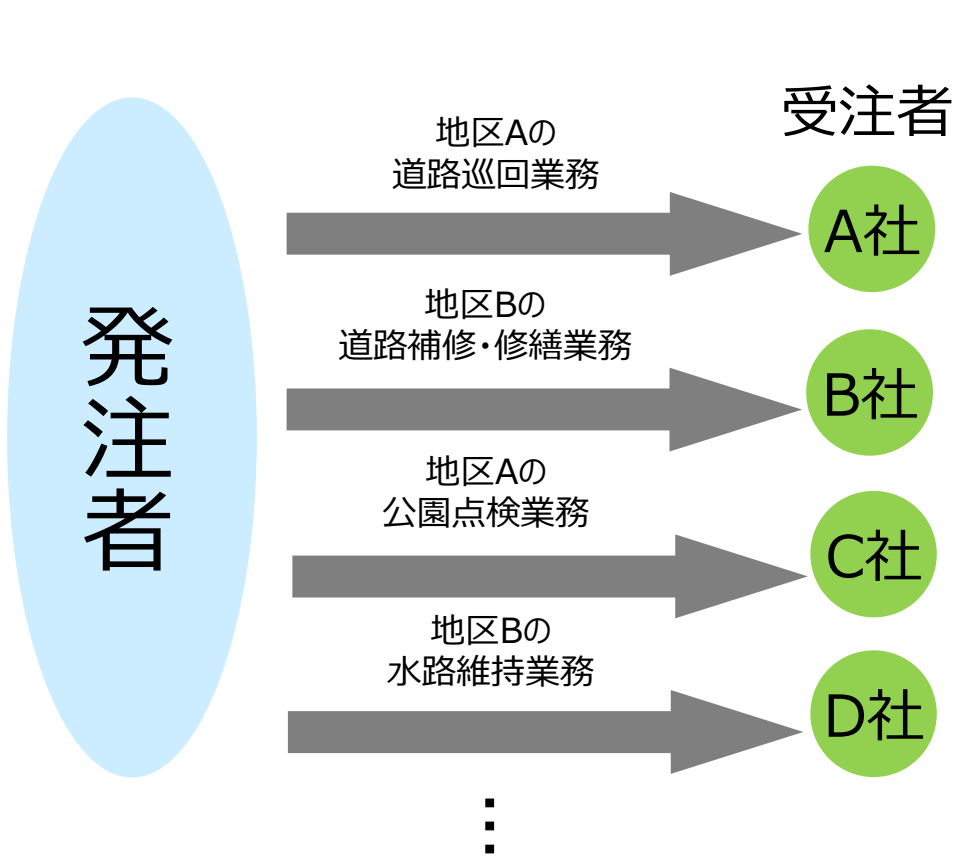 発注者
受注者
地区Aの
道路巡回業務
A社
地区Bの
道路補修・修繕業務
B社
地区Aの
公園点検業務
C社
地区Bの
水路維持業務
D社
⋮